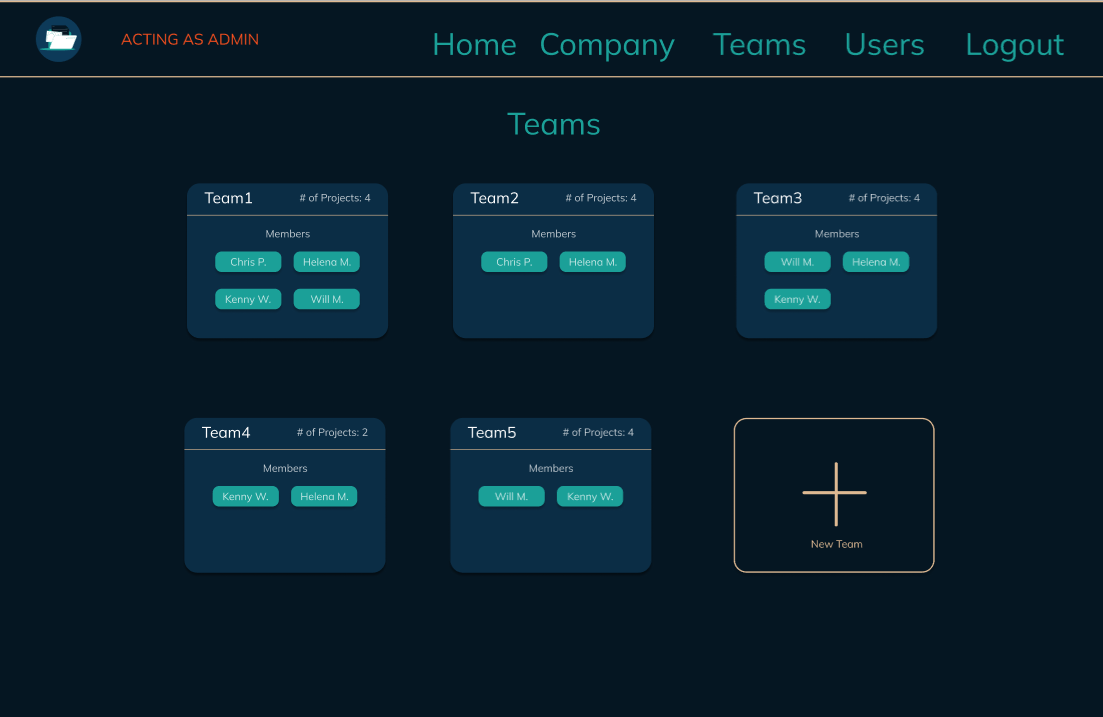 ACTING AS ADMIN
Home Company Teams Users Logout
Teams
Team1 # of Projects: 4
Members
Chris P. Helena M.
Kenny W. Will M.
Team2 # of Projects: 4
Members
Chris P. Helena M.
Team3 # of Projects: 4
Members
Will M. Helena M.
Kenny W.
Team4 # of Projects: 2
Members
Kenny W. Helena M.
Team5 # of Projects: 4
Members
Will M. Kenny W.
New Team